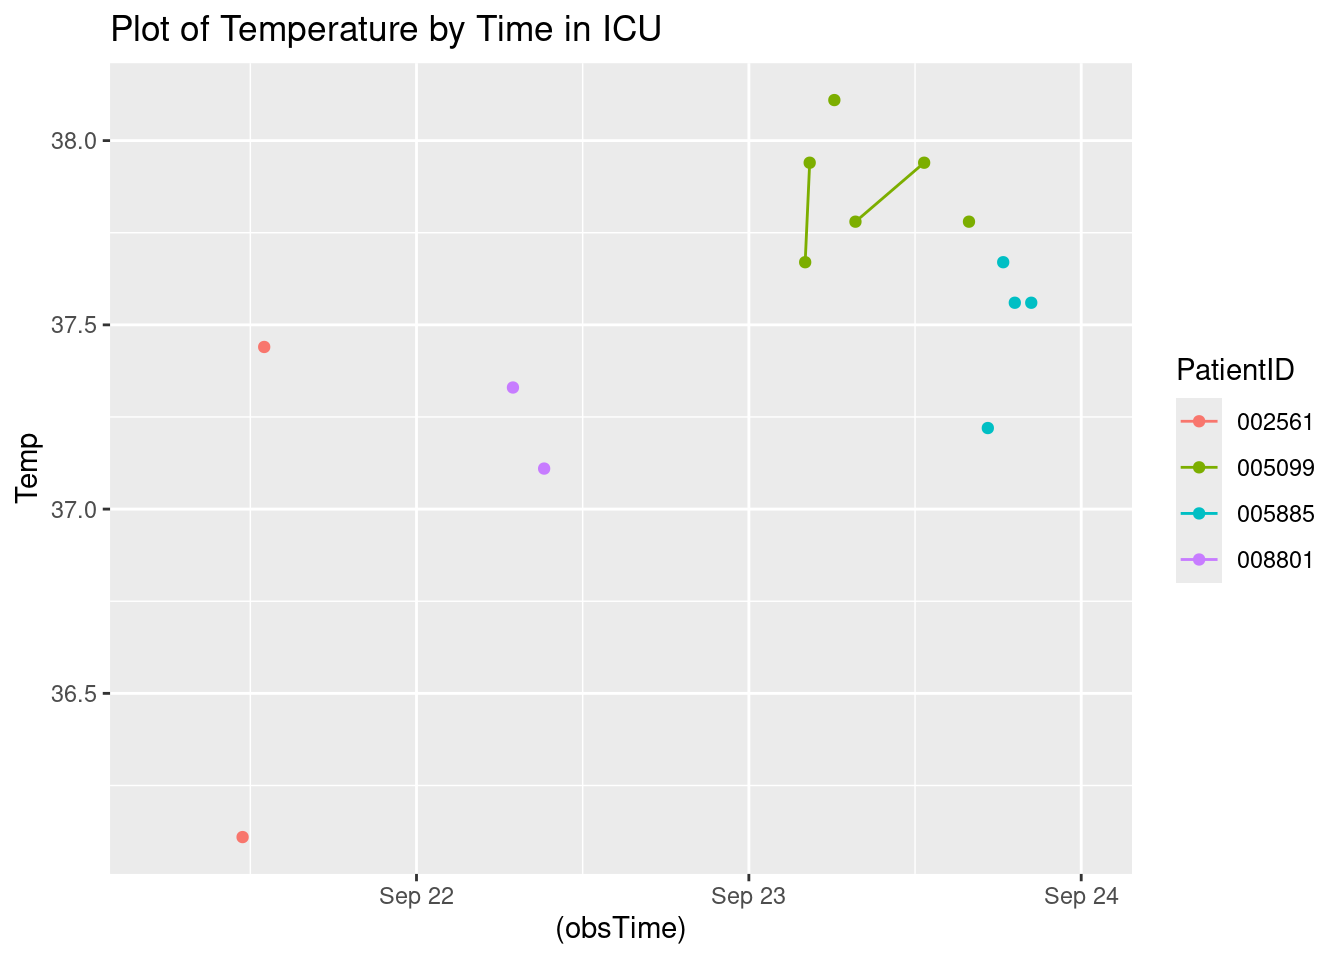 Plot of Temperature by Time in ICU
38.0
37.5
37.0
36.5
Temp
Sep 22
Sep 23
Sep 24
(obsTime)
PatientID
002561
005099
005885
008801